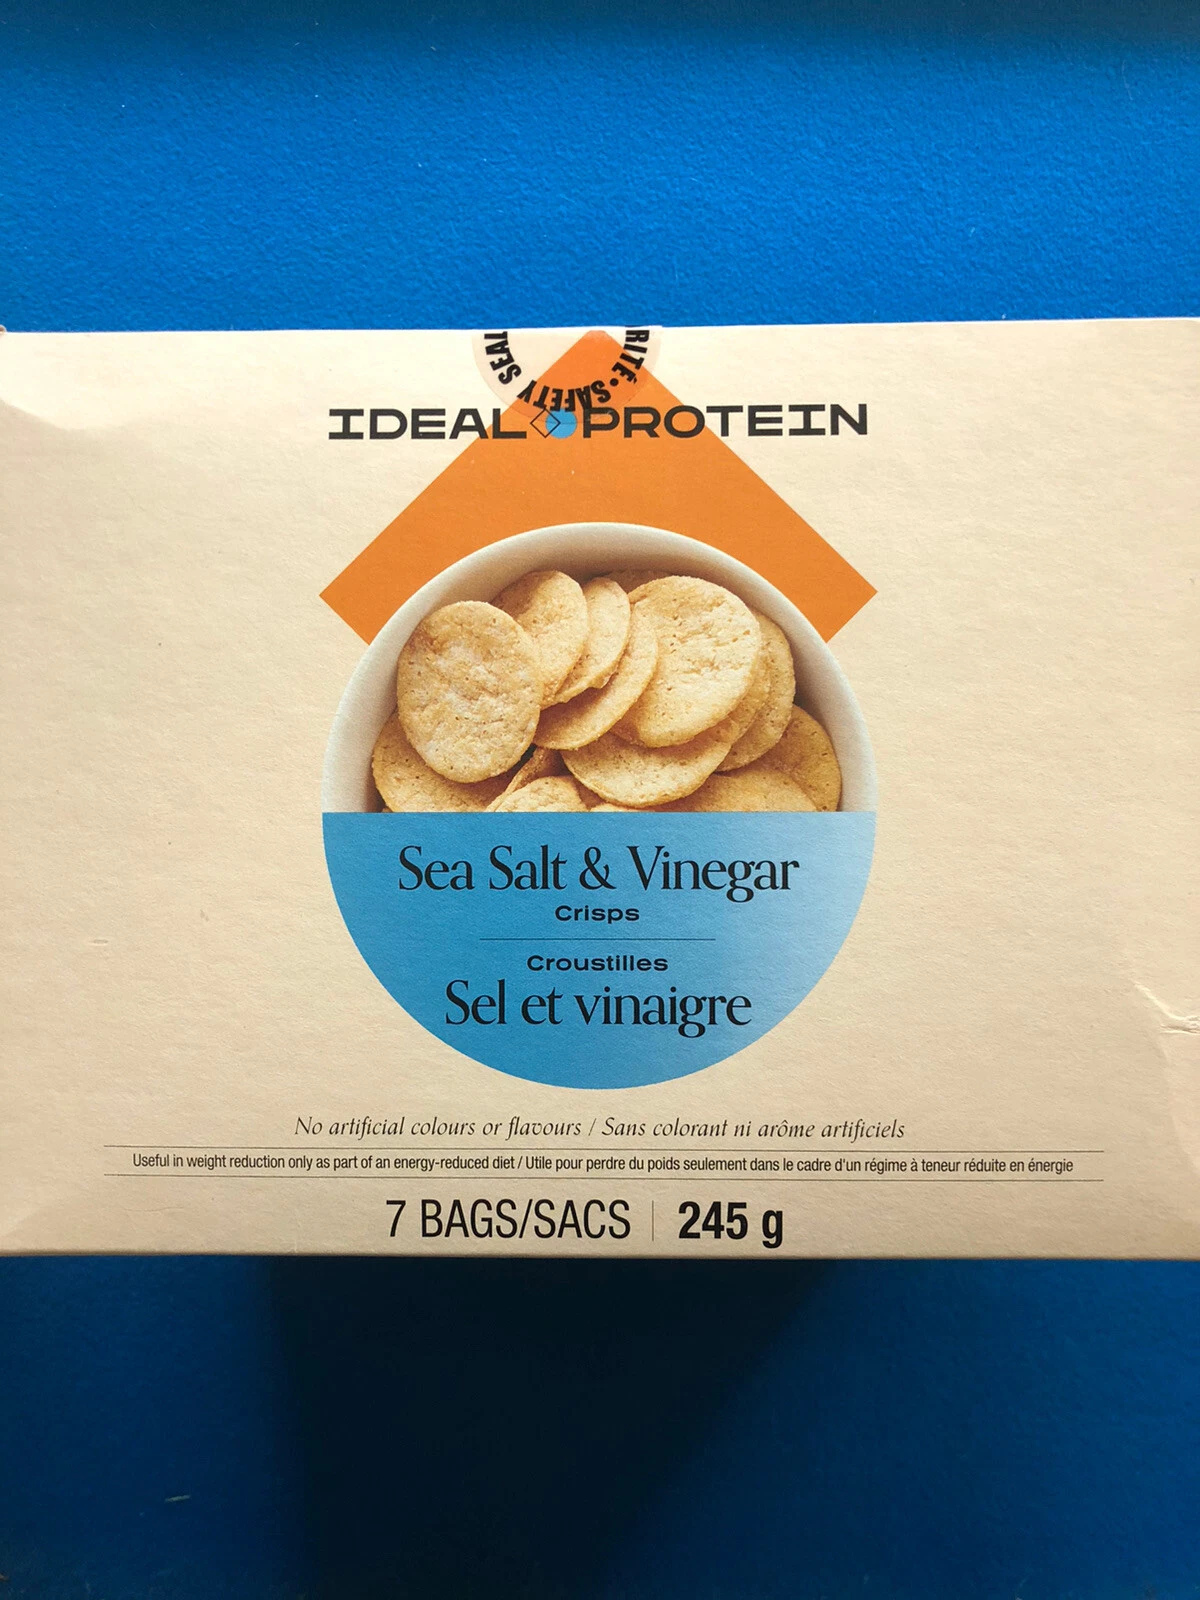 RITÉ • SAFETY SEAL
IDEAL PROTEIN
Sea Salt & Vinegar
Crisps
Croustilles
Sel et vinaigre
No artificial colours or flavours / Sans colorant ni arôme artificiels
Useful in weight reduction only as part of an energy-reduced diet / Utile pour perdre du poids seulement dans le cadre d'un régime à teneur réduite en énergie
7 BAGS/SACS | 245 g